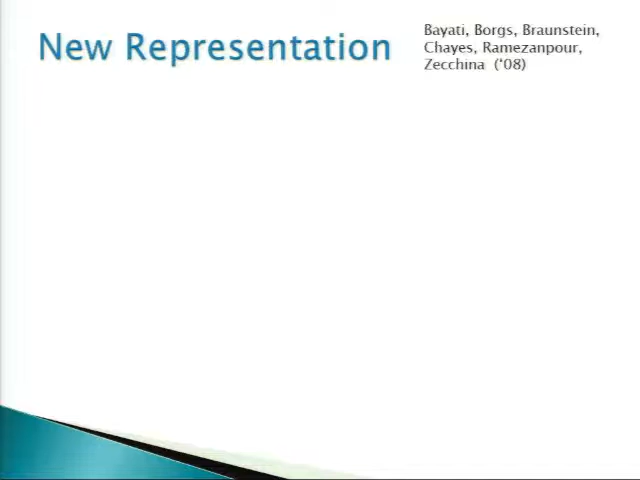 New Representation
Bayati, Borgs, Braunstein,
Chayes, Ramezanpour,
Zecchina (‘08)